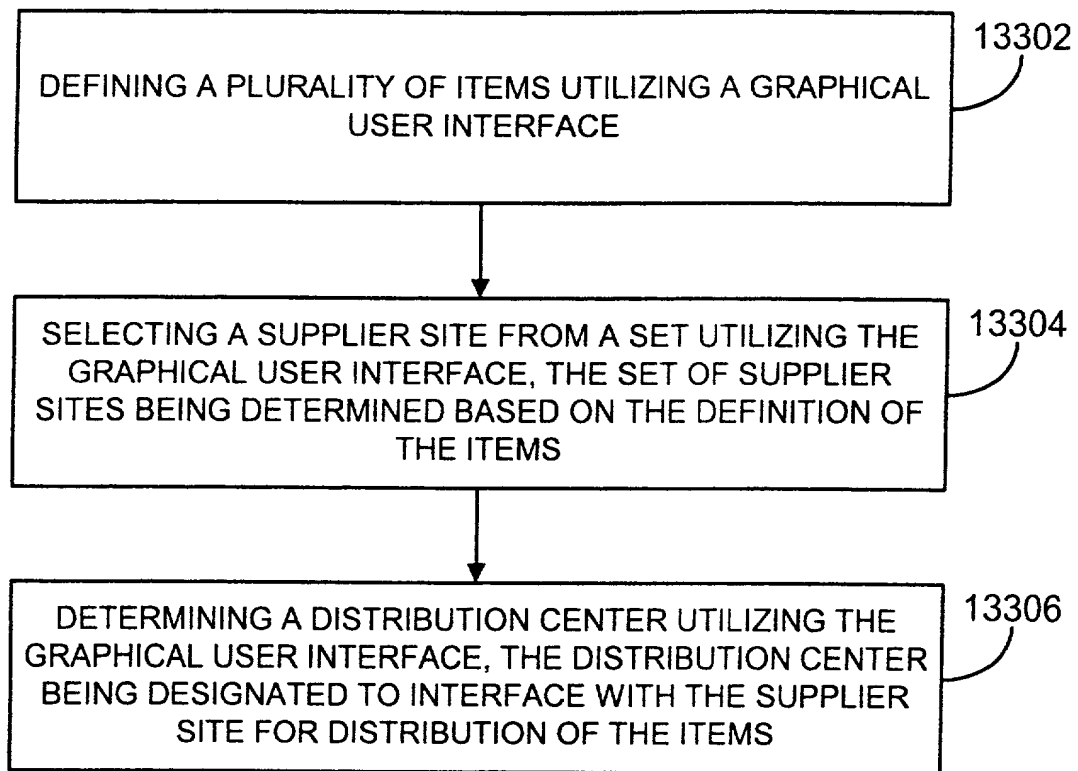 13302
DEFINING A PLURALITY OF ITEMS UTILIZING A GRAPHICAL
USER INTERFACE
13304
SELECTING A SUPPLIER SITE FROM A SET UTILIZING THE
GRAPHICAL USER INTERFACE, THE SET OF SUPPLIER
SITES BEING DETERMINED BASED ON THE DEFINITION OF
THE ITEMS
13306
DETERMINING A DISTRIBUTION CENTER UTILIZING THE
GRAPHICAL USER INTERFACE, THE DISTRIBUTION CENTER
BEING DESIGNATED TO INTERFACE WITH THE SUPPLIER
SITE FOR DISTRIBUTION OF THE ITEMS